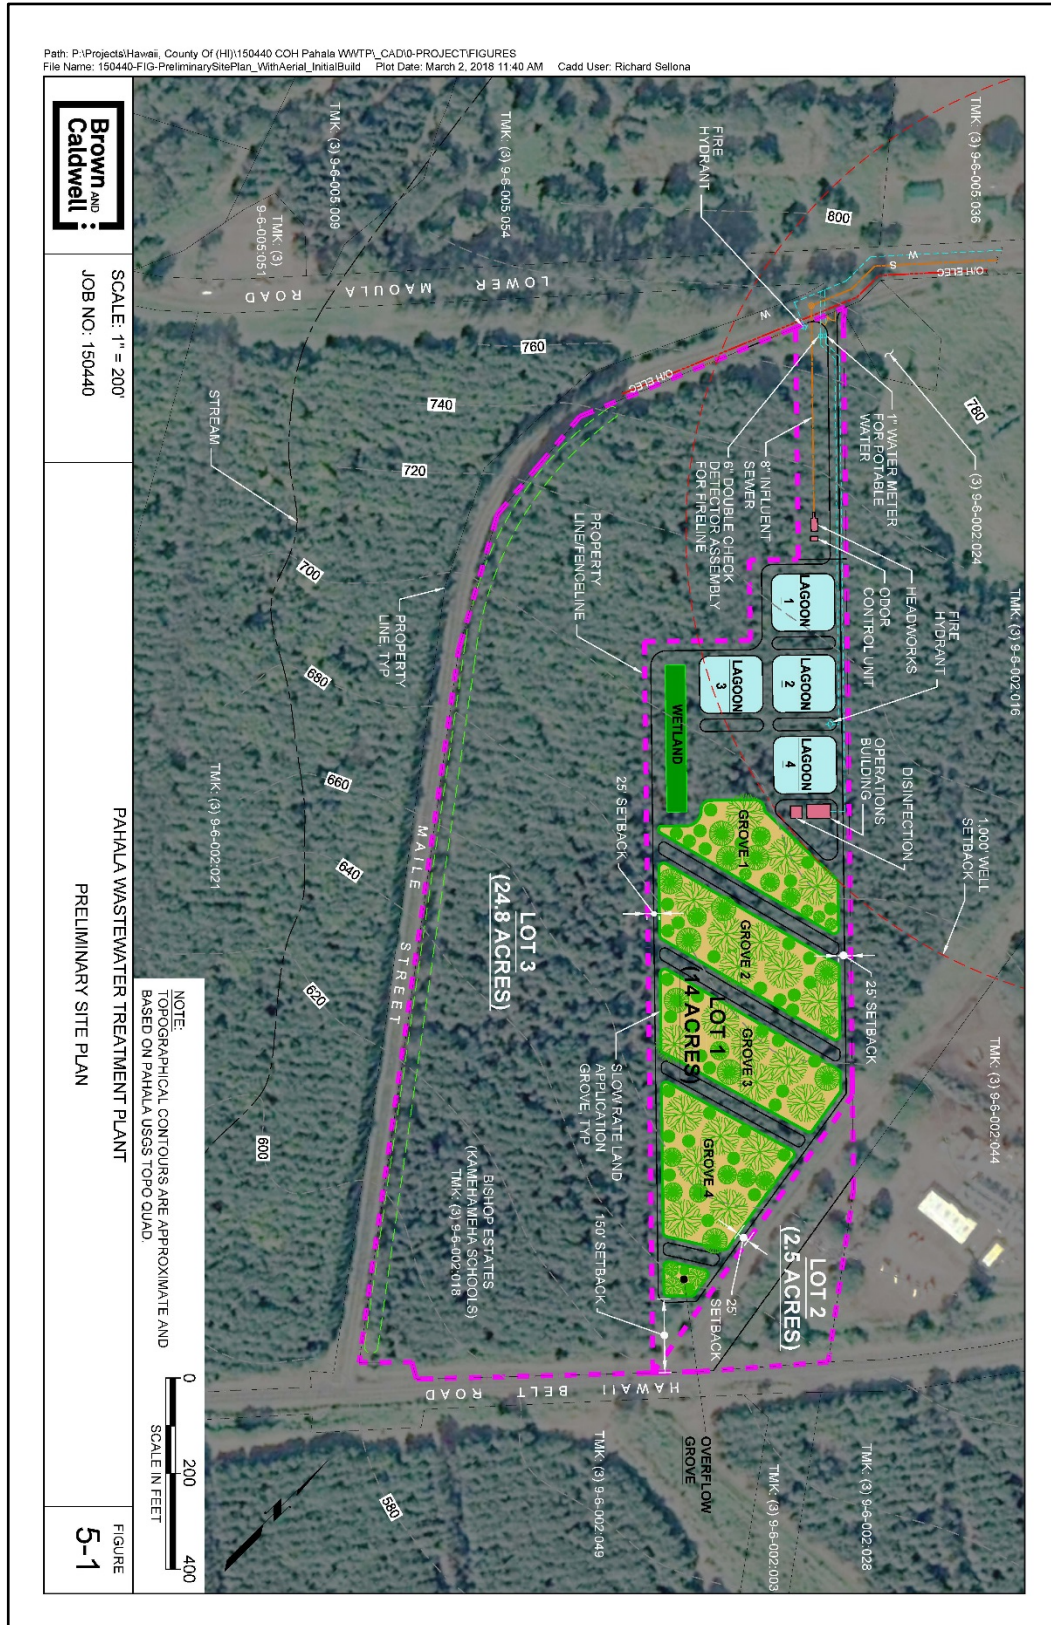 Path: P:\Projects\Hawaii, County Of (HI)\150440 COH Pahala WWTP\_CAD\0-PROJECT\FIGURES
File Name: 150440-FIG-PreliminarySitePlan_WithAerial_InitialBuild Plot Date: March 2, 2018 11:40 AM Cadd User: Richard Sellona
TMK: (3) 9-6-005:036
TMK: (3) 9-6-005:054
TMK: (3) 9-6-005:009
TMK: (3)
9-6-005:051
FIRE
HYDRANT
800
W
S
O/H ELEC
LOWER MAOULA ROAD
W
O/H ELEC
760
740
720
780
(3) 9-6-002:024
1" WATER METER
FOR POTABLE
WATER
8" INFLUENT
SEWER
6" DOUBLE CHECK
DETECTOR ASSEMBLY
FOR FIRELINE
HEADWORKS
ODOR
CONTROL UNIT
FIRE
HYDRANT
TMK: (3) 9-6-002:016
STREAM
PROPERTY
LINE/FENCELINE
PROPERTY
LINE, TYP
700
680
660
640
620
600
580
LAGOON
1
LAGOON
2
LAGOON
3
LAGOON
4
WETLAND
OPERATIONS
BUILDING
DISINFECTION
1,000' WELL
SETBACK
TMK: (3) 9-6-002:021
25' SETBACK
25' SETBACK
GROVE 1
GROVE 2
GROVE 3
GROVE 4
LOT 1
(14 ACRES)
LOT 3
(24.8 ACRES)
MAILE STREET
TMK: (3) 9-6-002:044
SLOW RATE LAND
APPLICATION
GROVE, TYP
LOT 2
(2.5 ACRES)
25'
SETBACK
150' SETBACK
BISHOP ESTATES
(KAMEHAMEHA SCHOOLS)
TMK: (3) 9-6-002:018
HAWAII BELT ROAD
OVERFLOW
GROVE
TMK: (3) 9-6-002:028
TMK: (3) 9-6-002:003
TMK: (3) 9-6-002:049
NOTE:
TOPOGRAPHICAL CONTOURS ARE APPROXIMATE AND
BASED ON PAHALA USGS TOPO QUAD.
0 200 400
SCALE IN FEET
Brown AND
Caldwell
SCALE: 1" = 200'
JOB NO: 150440
PAHALA WASTEWATER TREATMENT PLANT
PRELIMINARY SITE PLAN
FIGURE
5-1